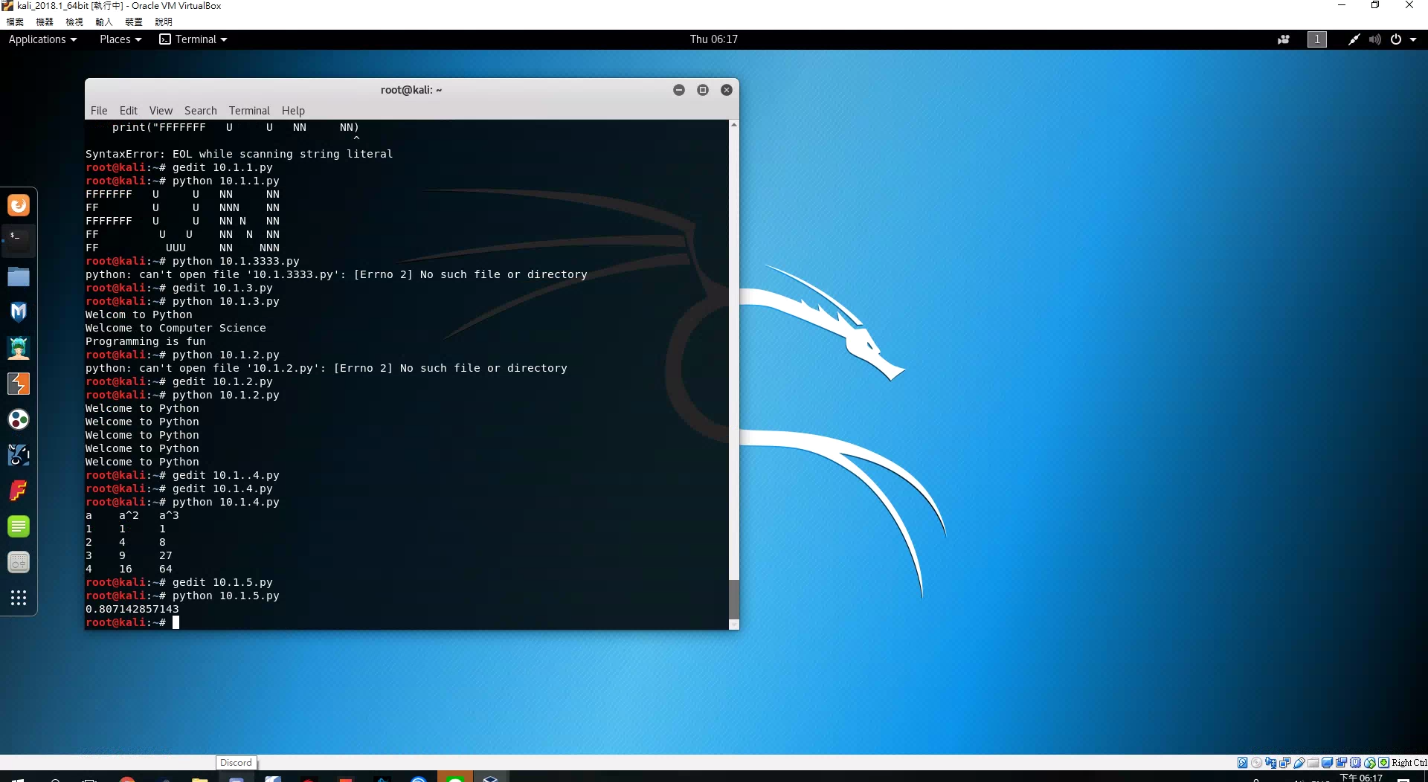 kali_2018.1_64bit [執行中] - Oracle VM VirtualBox
檔案 機器 檢視 輸入 裝置 說明
Applications Places Terminal Thu 06:17 1
root@kali: ~
File Edit View Search Terminal Help
    print("FFFFFFF   U     U   NN     NN)
                                        ^
SyntaxError: EOL while scanning string literal
root@kali:~# gedit 10.1.1.py
root@kali:~# python 10.1.1.py
FFFFFFF   U     U   NN     NN
FF        U     U   NNN    NN
FFFFFFF   U     U   NN N   NN
FF         U   U    NN  N  NN
FF          UUU     NN    NNN
root@kali:~# python 10.1.3333.py
python: can't open file '10.1.3333.py': [Errno 2] No such file or directory
root@kali:~# gedit 10.1.3.py
root@kali:~# python 10.1.3.py
Welcom to Python
Welcome to Computer Science
Programming is fun
root@kali:~# python 10.1.2.py
python: can't open file '10.1.2.py': [Errno 2] No such file or directory
root@kali:~# gedit 10.1.2.py
root@kali:~# python 10.1.2.py
Welcome to Python
Welcome to Python
Welcome to Python
Welcome to Python
Welcome to Python
root@kali:~# gedit 10.1..4.py
root@kali:~# gedit 10.1.4.py
root@kali:~# python 10.1.4.py
a    a^2   a^3
1    1     1
2    4     8
3    9     27
4    16    64
root@kali:~# gedit 10.1.5.py
root@kali:~# python 10.1.5.py
0.807142857143
root@kali:~#
Discord
Right Ctrl
下午 06:17